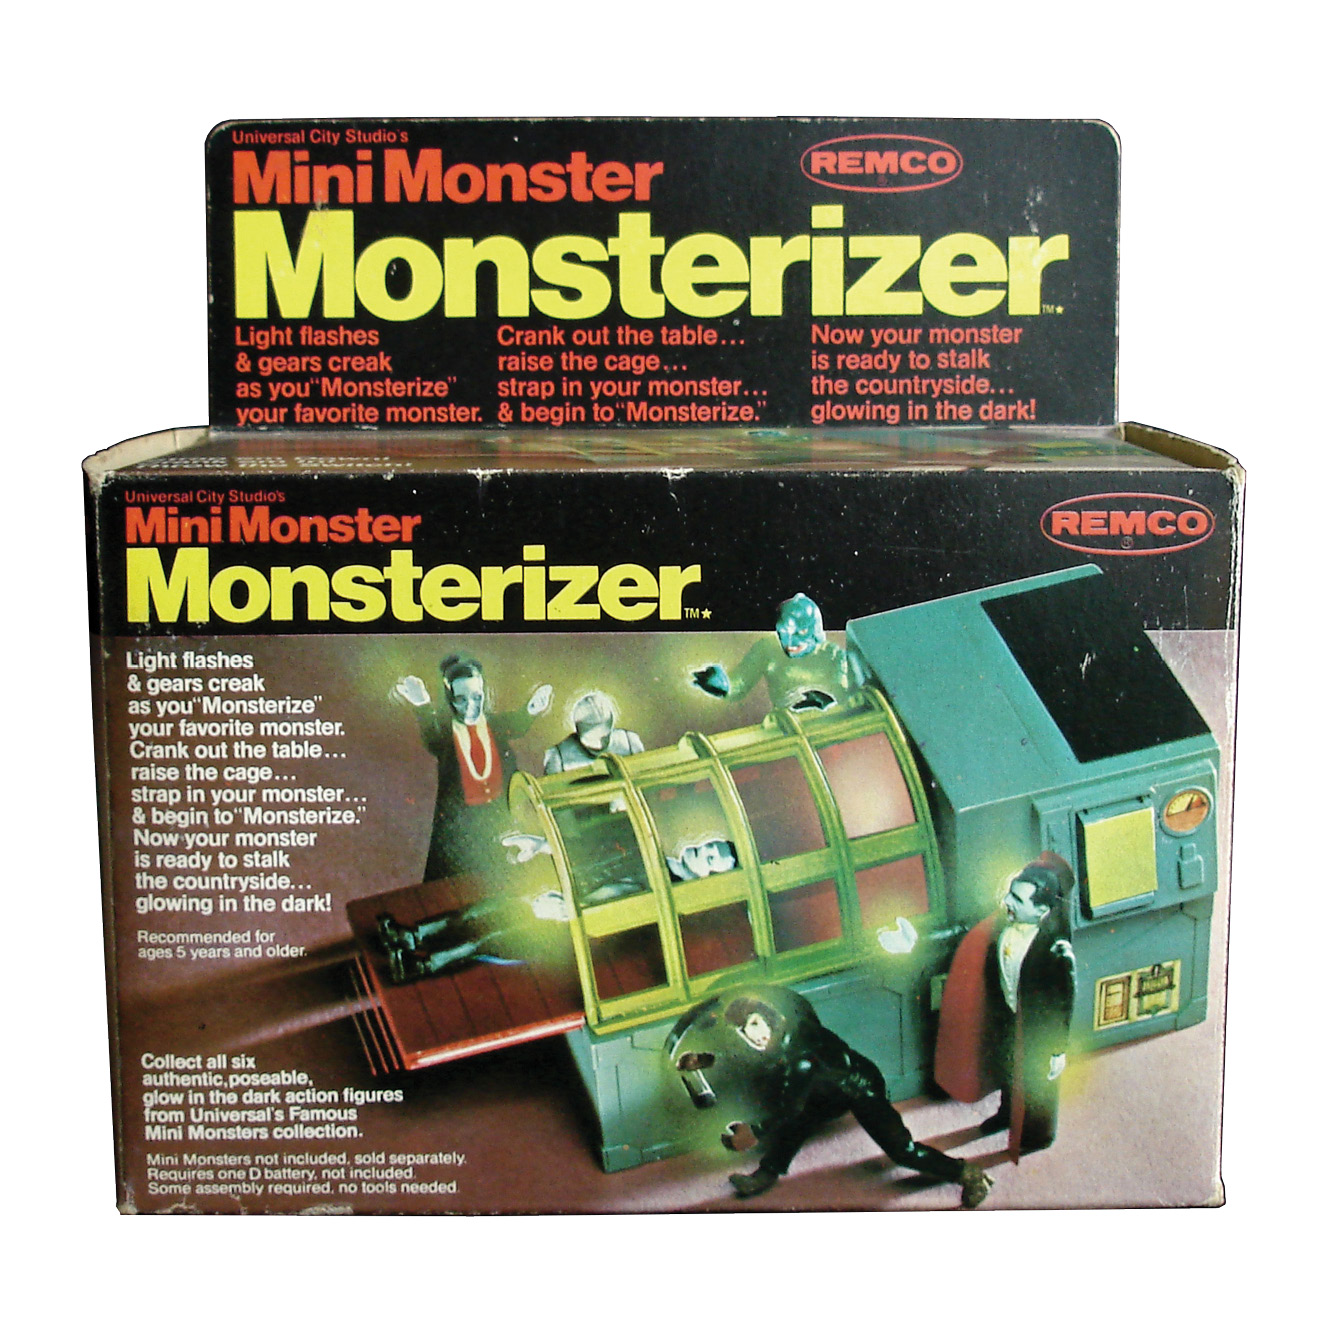 Universal City Studio's
Mini Monster
REMCO
Monsterizer™★
Light flashes
& gears creak
as you "Monsterize"
your favorite monster.
Crank out the table...
raise the cage...
strap in your monster...
& begin to "Monsterize."
Now your monster
is ready to stalk
the countryside...
glowing in the dark!
Universal City Studio's
Mini Monster
REMCO®
Monsterizer™★
Light flashes
& gears creak
as you "Monsterize"
your favorite monster.
Crank out the table...
raise the cage...
strap in your monster...
& begin to "Monsterize."
Now your monster
is ready to stalk
the countryside...
glowing in the dark!
Recommended for
ages 5 years and older.
Collect all six
authentic, poseable,
glow in the dark action figures
from Universal's Famous
Mini Monsters collection.
Mini Monsters not included, sold separately.
Requires one D battery, not included.
Some assembly required, no tools needed.